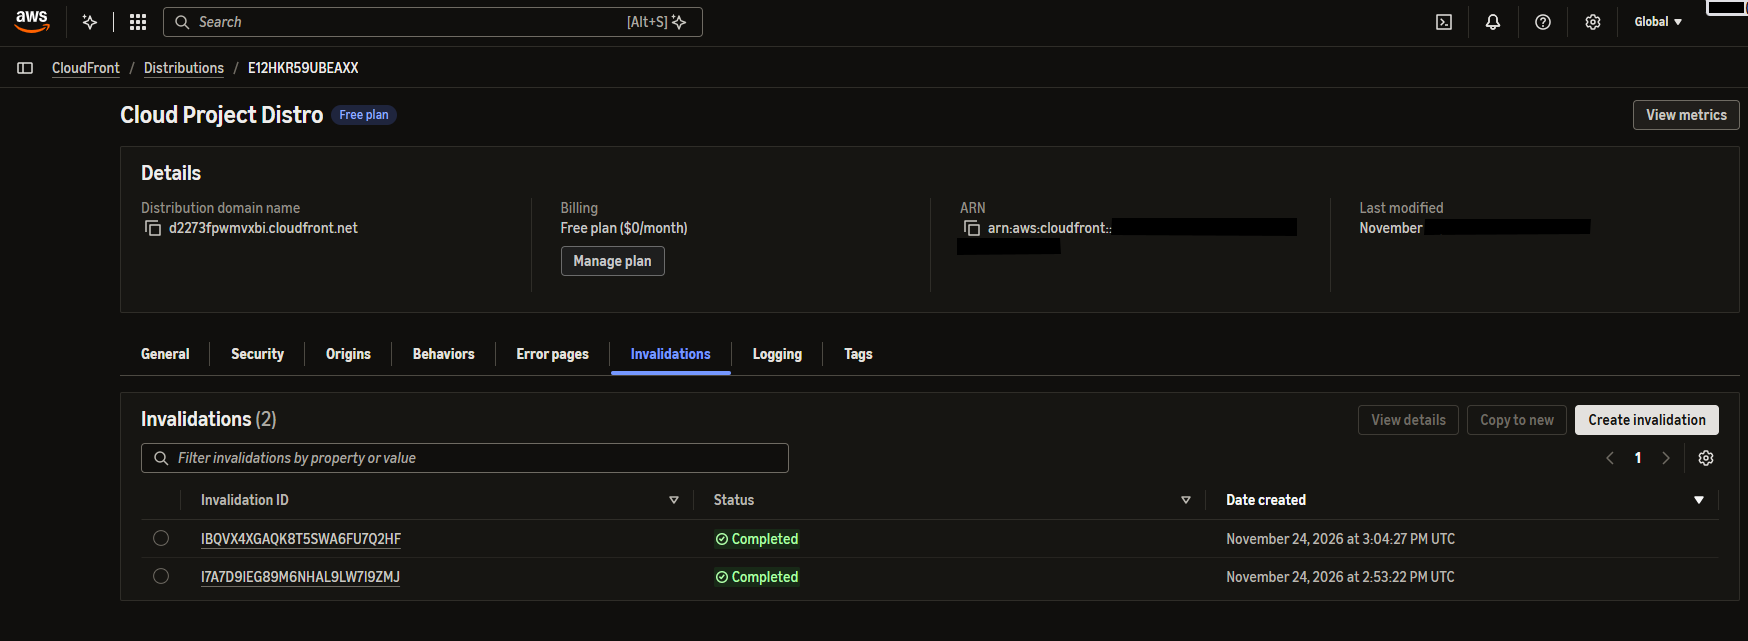 aws
Search [Alt+S]
Global
CloudFront / Distributions / E12HKR59UBEAXX
Cloud Project Distro Free plan
View metrics
Details
Distribution domain name
d2273fpwmvxbi.cloudfront.net
Billing
Free plan ($0/month)
Manage plan
ARN
arn:aws:cloudfront::
Last modified
November
General Security Origins Behaviors Error pages Invalidations Logging Tags
Invalidations (2)
View details Copy to new Create invalidation
Filter invalidations by property or value
1
Invalidation ID Status Date created
IBQVX4XGAQK8T5SWA6FU7Q2HF Completed November 24, 2026 at 3:04:27 PM UTC
I7A7D9IEG89M6NHAL9LW7I9ZMJ Completed November 24, 2026 at 2:53:22 PM UTC